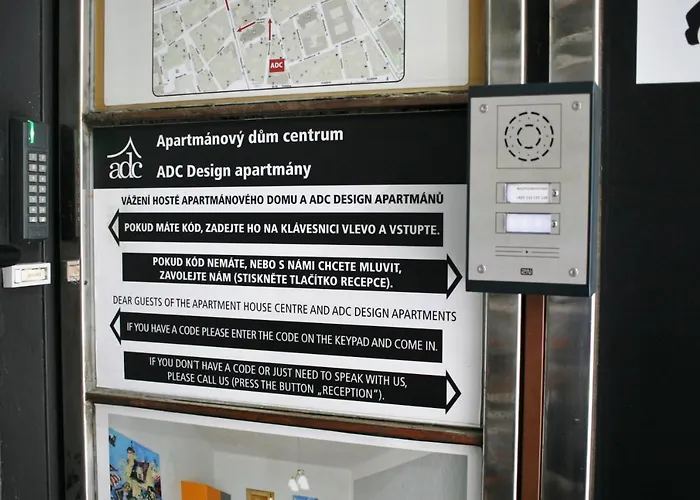 ADC
adc
Apartmánový dům centrum
ADC Design apartmány
VÁŽENÍ HOSTÉ APARTMÁNOVÉHO DOMU A ADC DESIGN APARTMÁNŮ
POKUD MÁTE KÓD, ZADEJTE HO NA KLÁVESNICI VLEVO A VSTUPTE.
POKUD KÓD NEMÁTE, NEBO S NÁMI CHCETE MLUVIT,
ZAVOLEJTE NÁM (STISKNĚTE TLAČÍTKO RECEPCE).
DEAR GUESTS OF THE APARTMENT HOUSE CENTRE AND ADC DESIGN APARTMENTS
IF YOU HAVE A CODE PLEASE ENTER THE CODE ON THE KEYPAD AND COME IN.
IF YOU DON'T HAVE A CODE OR JUST NEED TO SPEAK WITH US,
PLEASE CALL US (PRESS THE BUTTON „RECEPTION").
2N